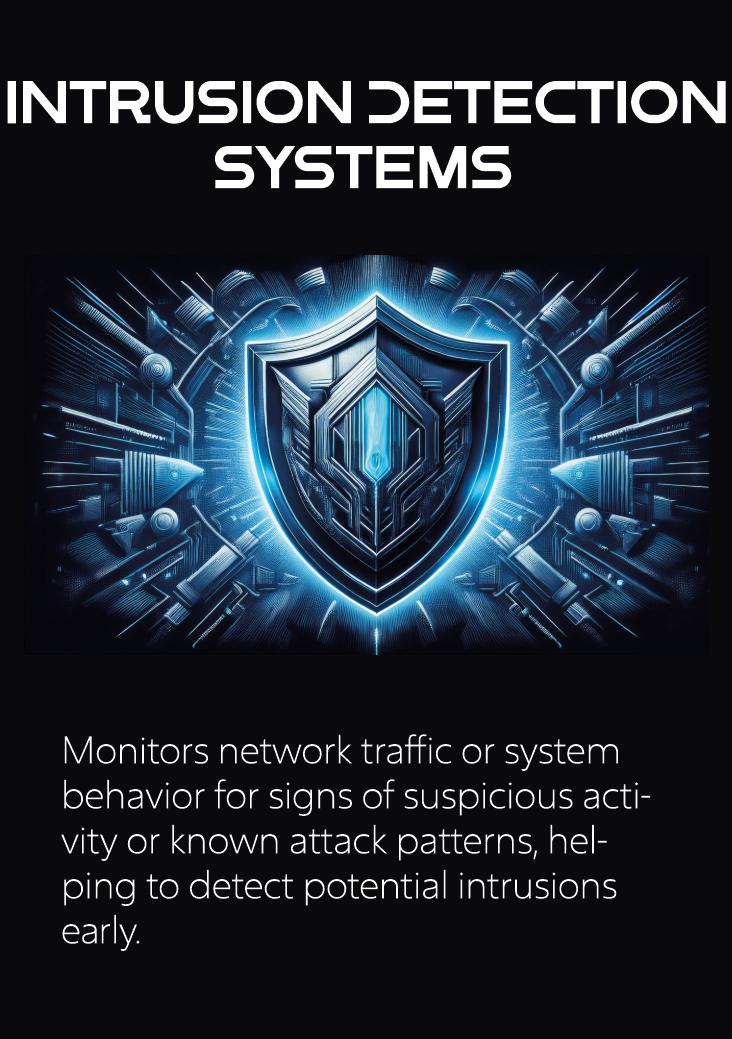 INTRUSION DETECTION
SYSTEMS
Monitors network traffic or system
behavior for signs of suspicious acti-
vity or known attack patterns, hel-
ping to detect potential intrusions
early.